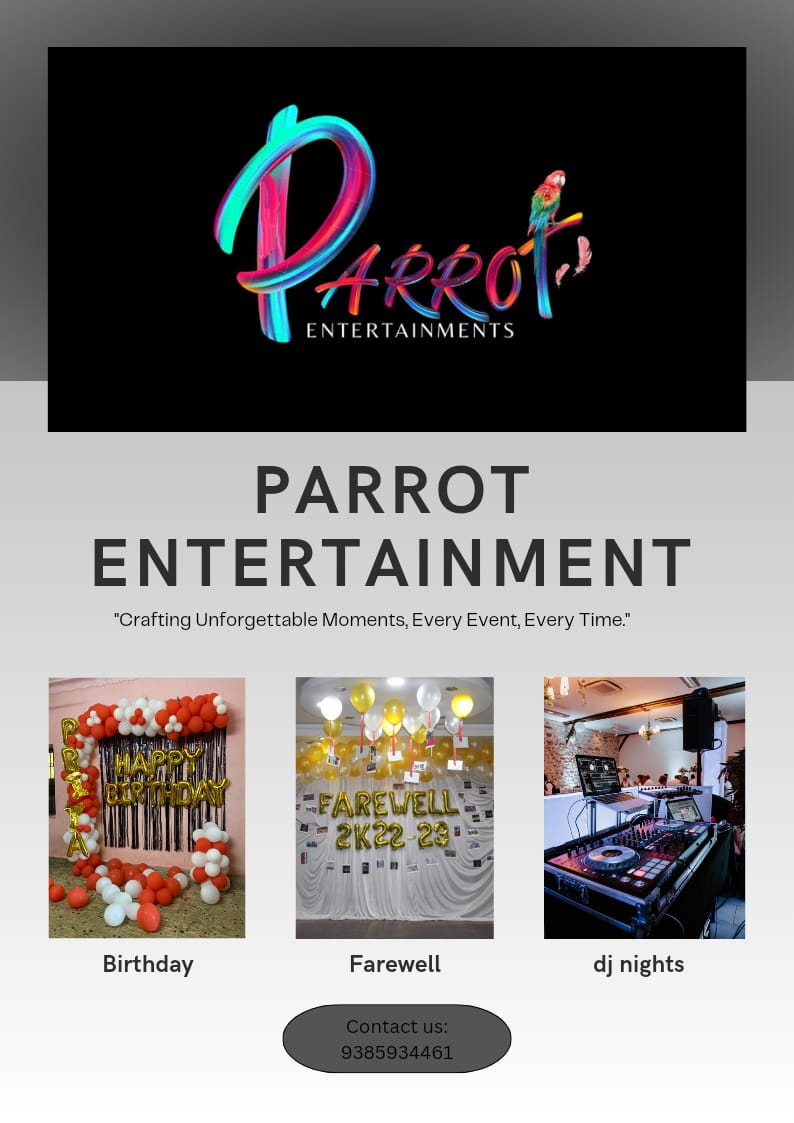 PARROT
ENTERTAINMENTS
PARROT
ENTERTAINMENT
"Crafting Unforgettable Moments, Every Event, Every Time."
PRIYA
HAPPY
BIRTHDAY
FAREWELL
2K22-23
Birthday
Farewell
dj nights
Contact us:
9385934461